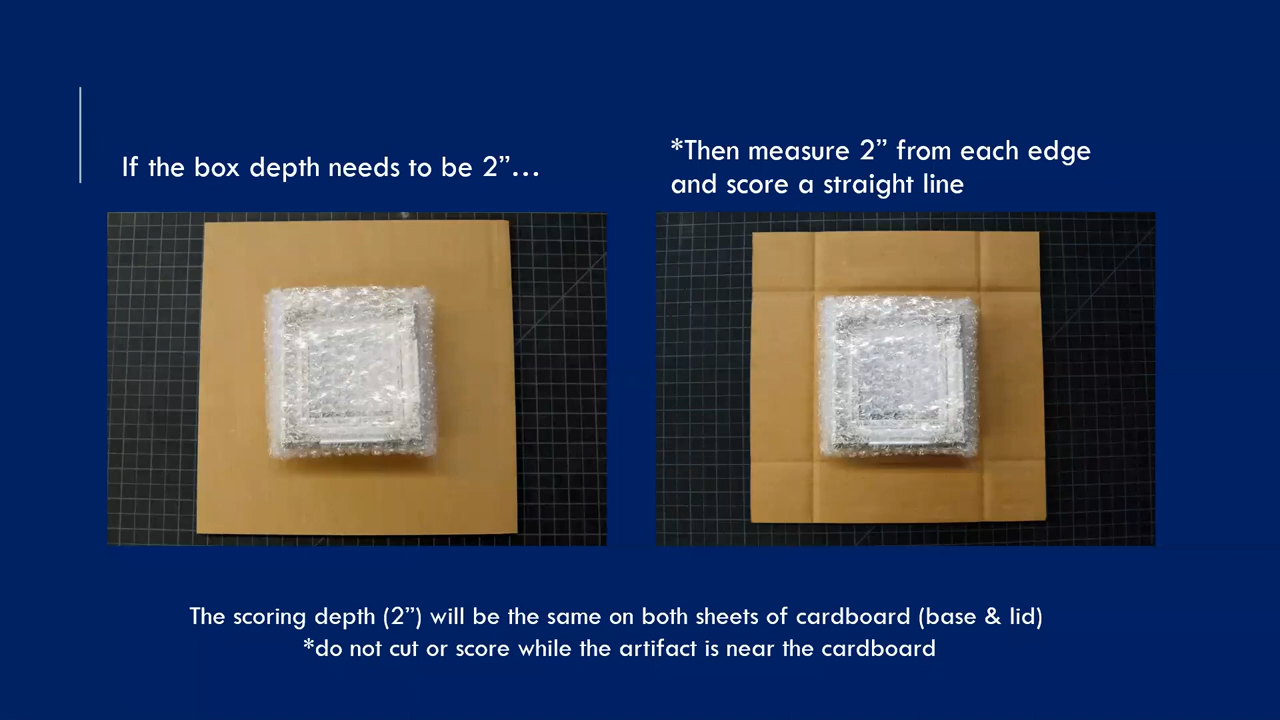 If the box depth needs to be 2”…
*Then measure 2” from each edge
and score a straight line
The scoring depth (2”) will be the same on both sheets of cardboard (base & lid)
*do not cut or score while the artifact is near the cardboard